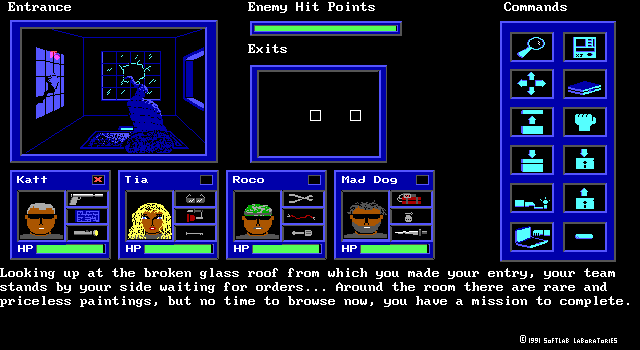 Entrance
Enemy Hit Points
Commands
Exits
Katt
Tia
Roco
Mad Dog
HP
HP
HP
HP
Looking up at the broken glass roof from which you made your entry, your team
stands by your side waiting for orders... Around the room there are rare and
priceless paintings, but no time to browse now, you have a mission to complete.
© 1991 SOFTLAB LABORATORIES